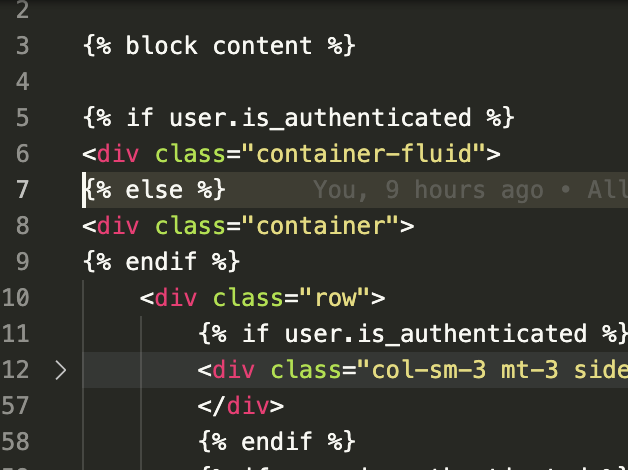 2
3 {% block content %}
4
5 {% if user.is_authenticated %}
6 <div class="container-fluid">
7 {% else %} You, 9 hours ago • All
8 <div class="container">
9 {% endif %}
10 <div class="row">
11 {% if user.is_authenticated %}
12 <div class="col-sm-3 mt-3 side
57 </div>
58 {% endif %}